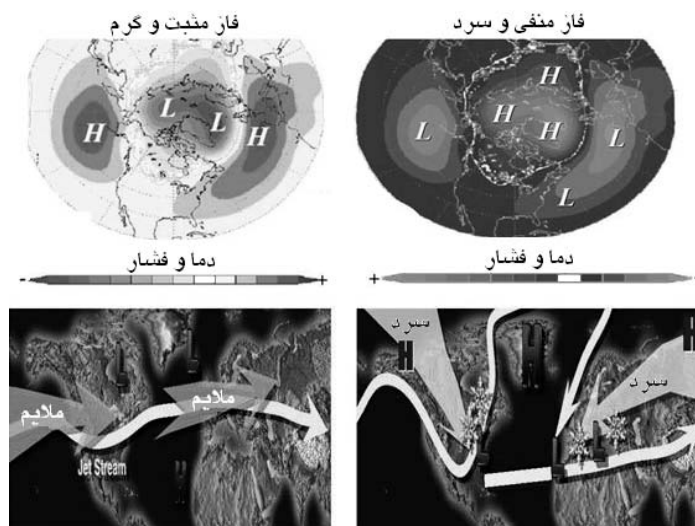 فاز مثبت و گرم
H
L
L
H
دما و فشار
- +
ملایم
ملایم
Jet Stream
L
L
H
فاز منفی و سرد
H
H
H
L
L
L
دما و فشار
+ -
سرد
H
H
H
سرد
L
L
L